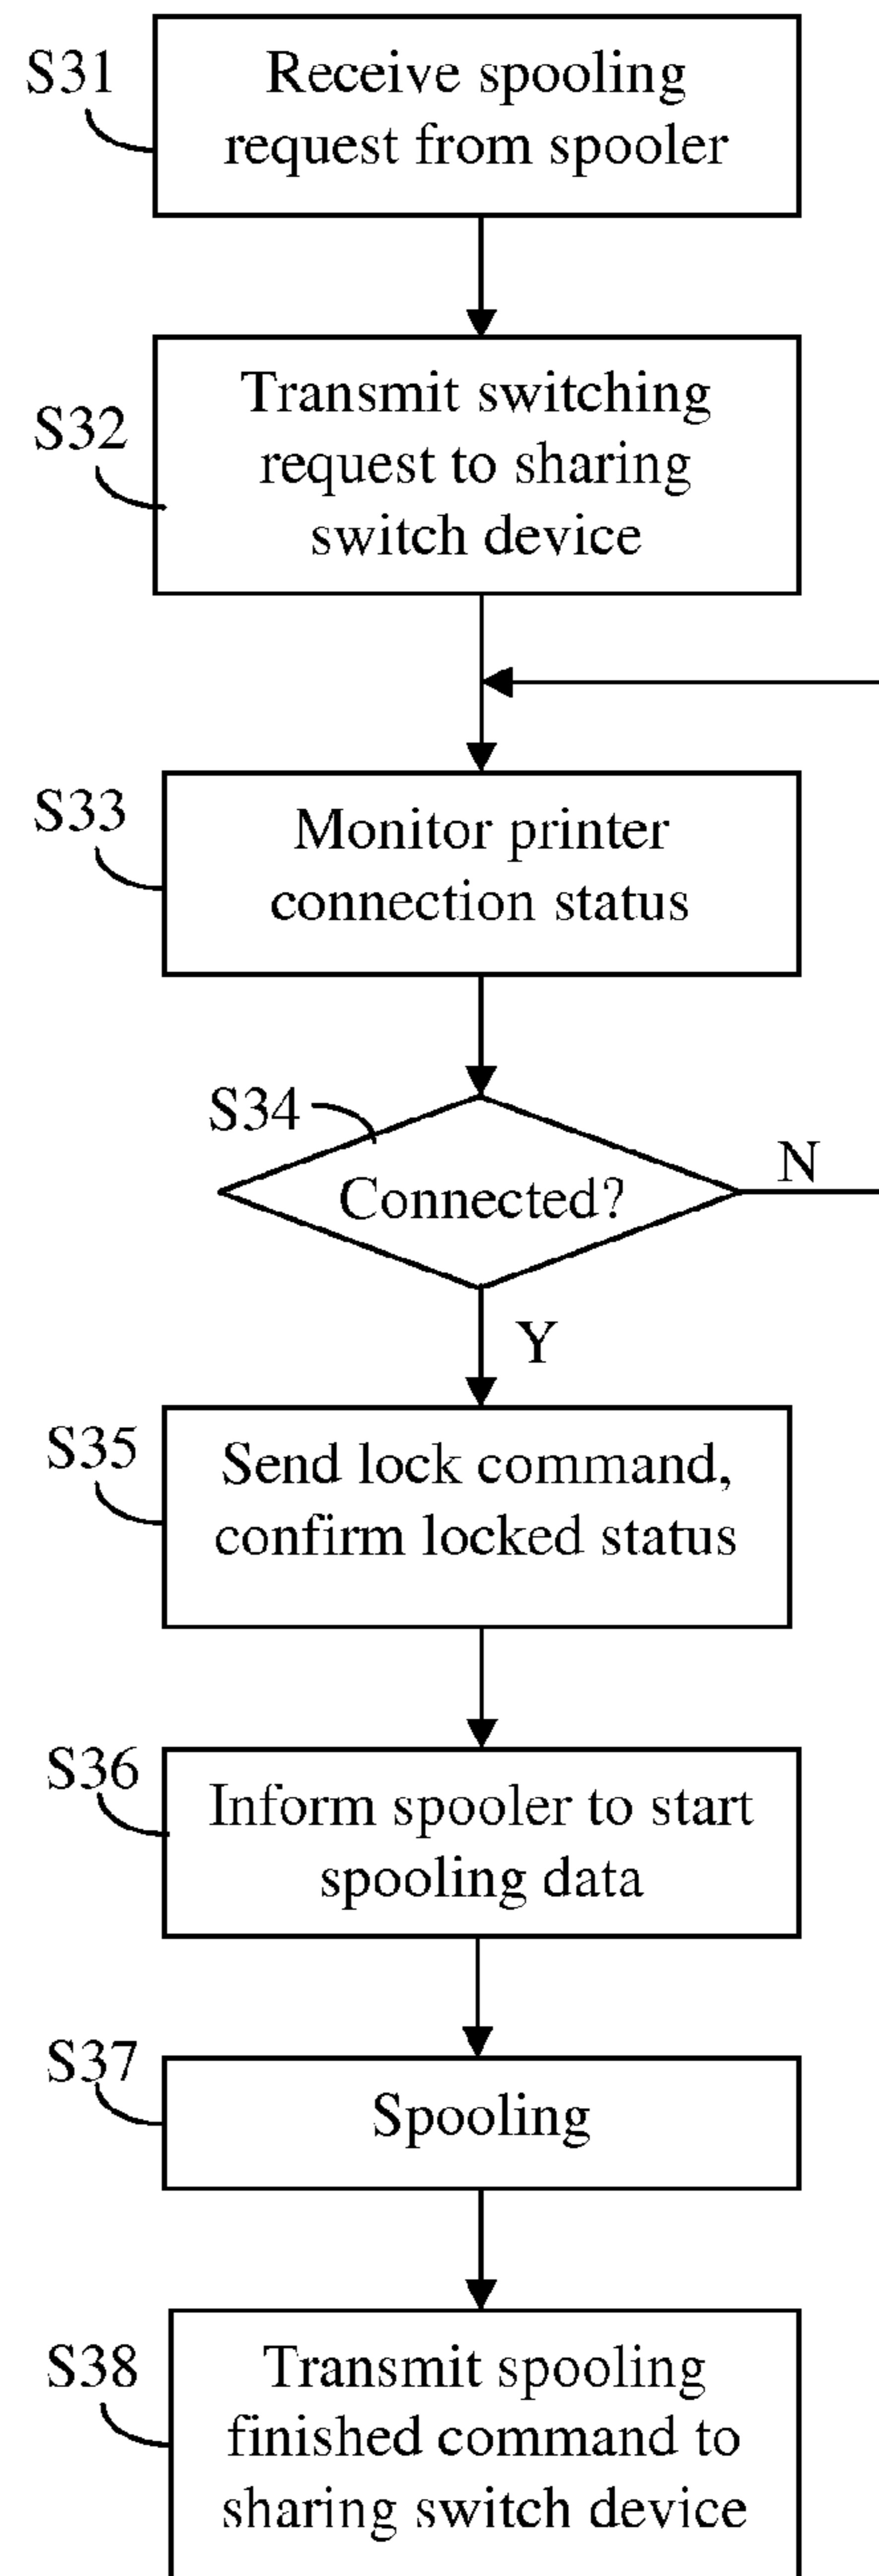 S31
Receive spooling
request from spooler
S32
Transmit switching
request to sharing
switch device
S33
Monitor printer
connection status
S34
Connected?
N
Y
S35
Send lock command,
confirm locked status
S36
Inform spooler to start
spooling data
S37
Spooling
S38
Transmit spooling
finished command to
sharing switch device